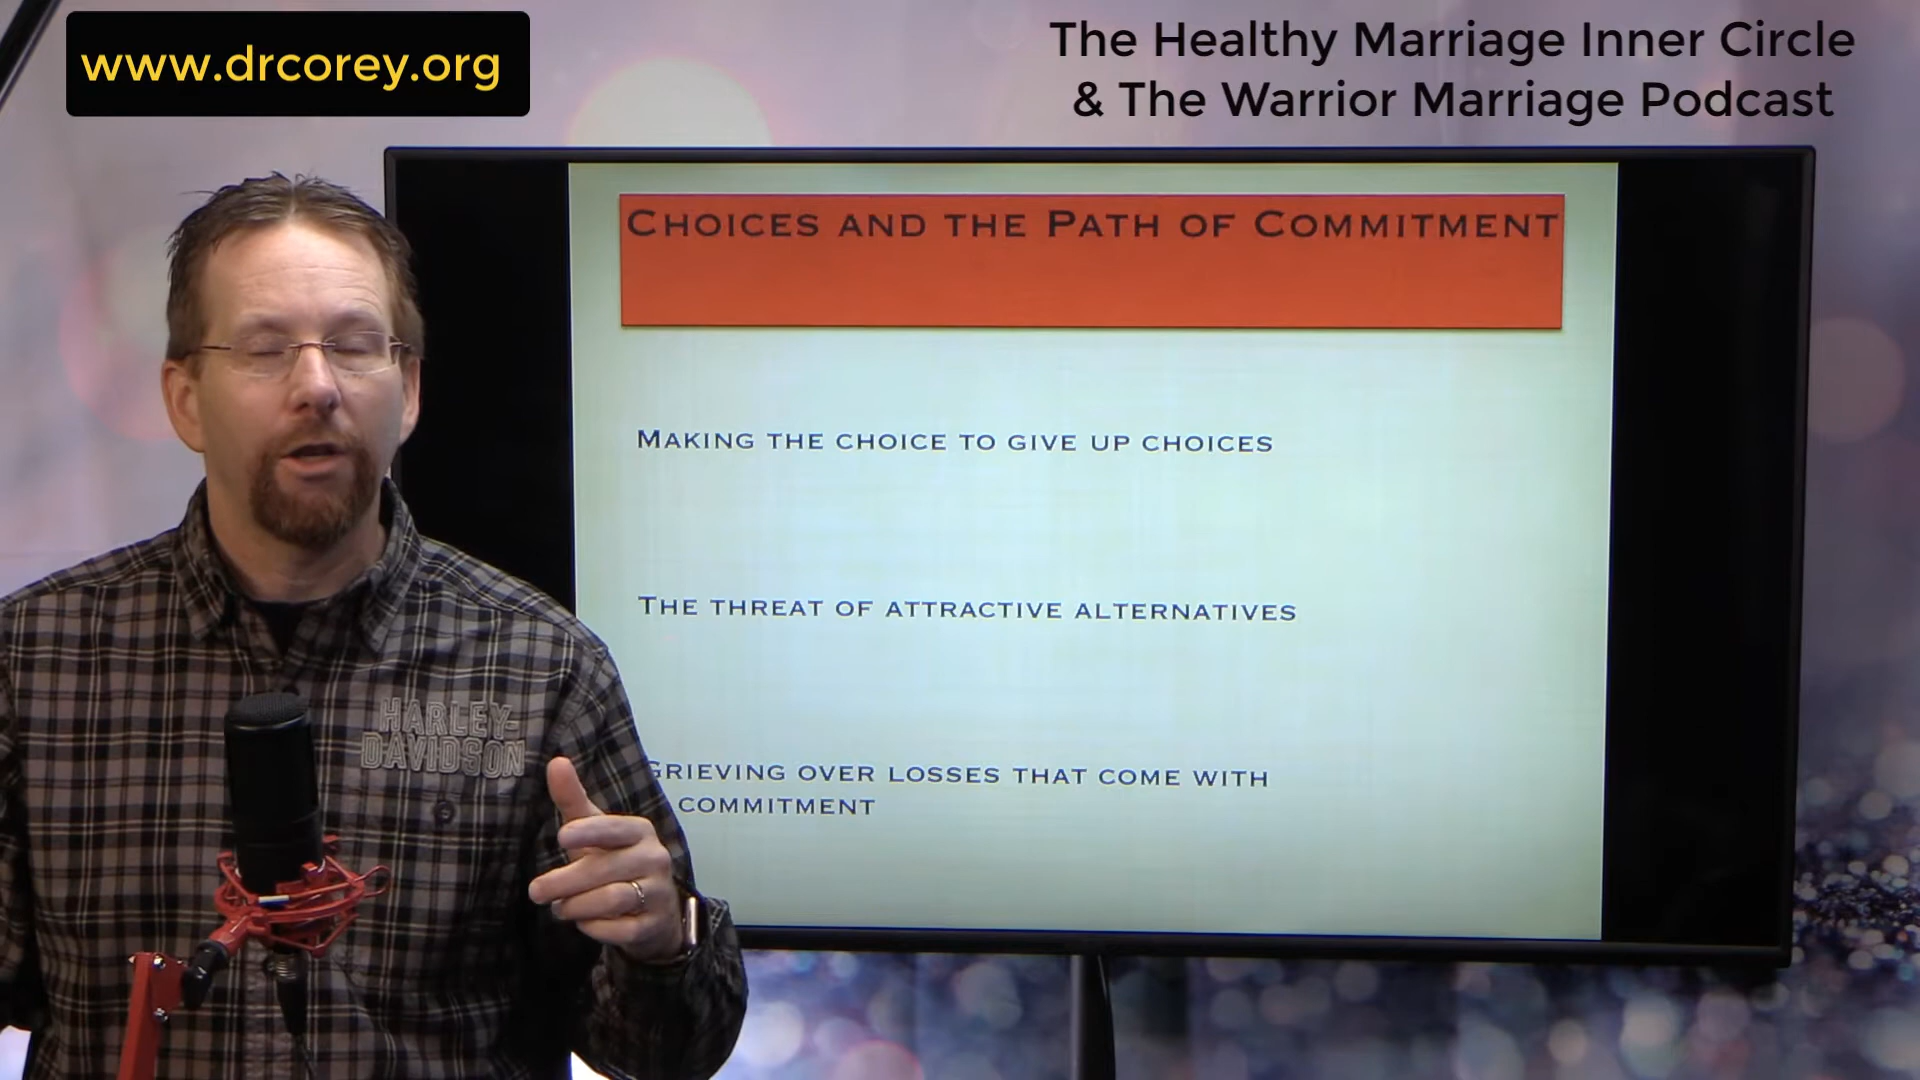 www.drcorey.org
The Healthy Marriage Inner Circle
& The Warrior Marriage Podcast
Choices and the Path of Commitment
Making the choice to give up choices
The threat of attractive alternatives
Grieving over losses that come with
commitment
HARLEY-
DAVIDSON